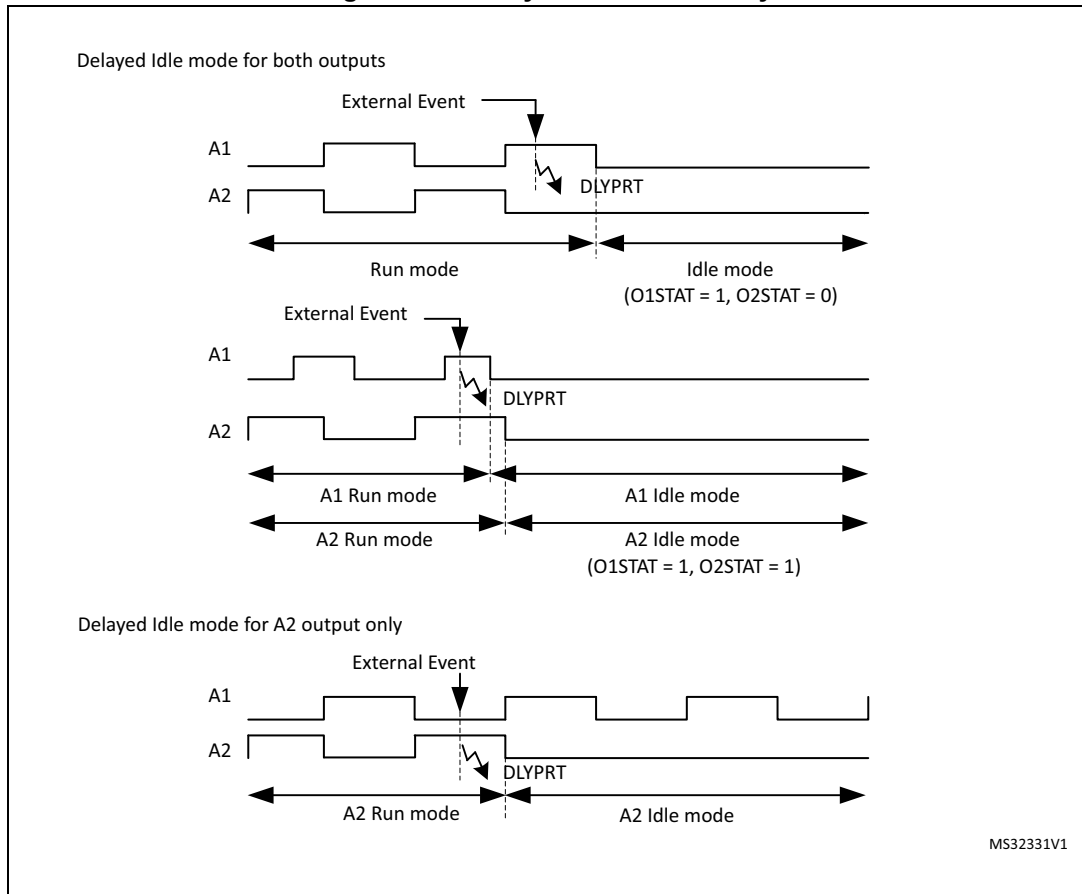 Delayed Idle mode for both outputs
External Event
A1
DLYPRT
A2
Run mode
Idle mode
(O1STAT = 1, O2STAT = 0)
External Event
A1
DLYPRT
A2
A1 Run mode
A1 Idle mode
A2 Run mode
A2 Idle mode
(O1STAT = 1, O2STAT = 1)
Delayed Idle mode for A2 output only
External Event
A1
A2
DLYPRT
A2 Run mode
A2 Idle mode
MS32331V1